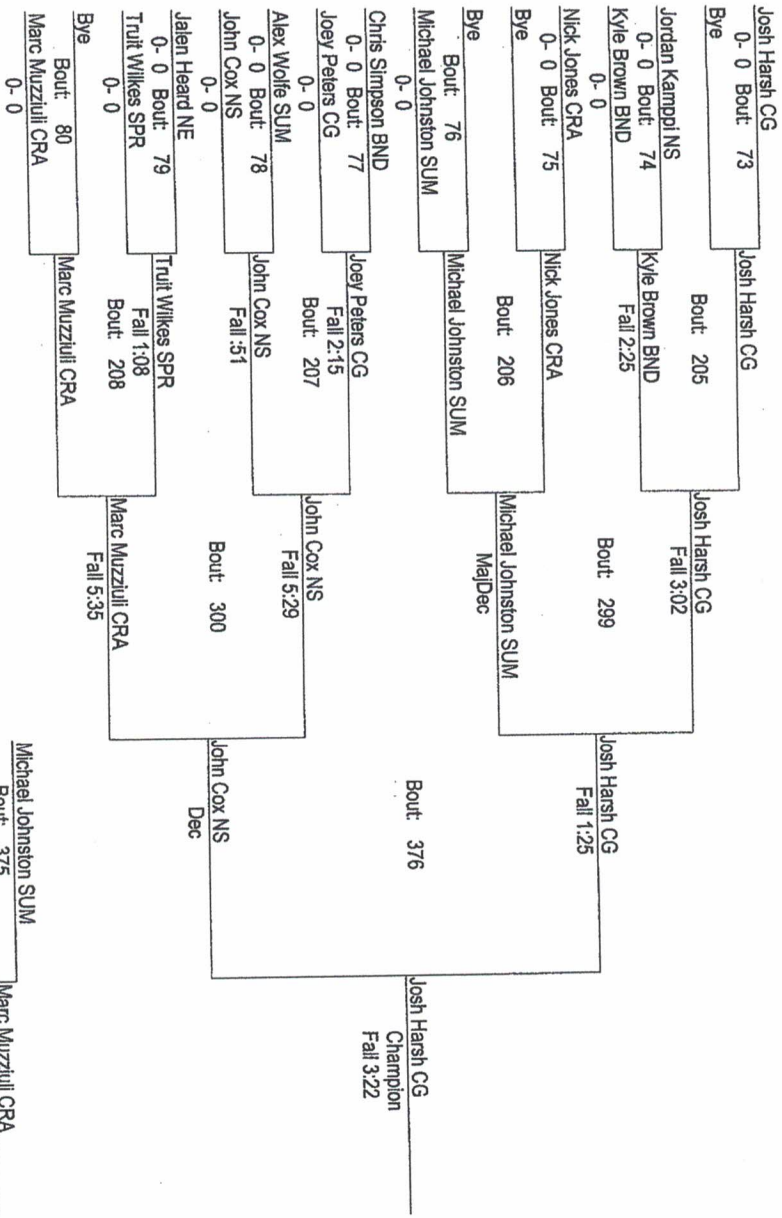 Josh Harsh CG
0- 0 Bout: 73
Bye
Jordan Kamppi NS
0- 0 Bout: 74
Kyle Brown BND
0- 0
Nick Jones CRA
0- 0 Bout: 75
Bye
Bye
Bout: 76
Michael Johnston SUM
0- 0
Chris Simpson BND
0- 0 Bout: 77
Joey Peters CG
0- 0
Alex Wolfe SUM
0- 0 Bout: 78
John Cox NS
0- 0
Jalen Heard NE
0- 0 Bout: 79
Truit Wilkes SPR
0- 0
Bye
Bout: 80
Marc Muzziuli CRA
0- 0
Josh Harsh CG
Bout: 205
Kyle Brown BND
Fall 2:25
Nick Jones CRA
Bout: 206
Michael Johnston SUM
Joey Peters CG
Fall 2:15
Bout: 207
John Cox NS
Fall :51
Truit Wilkes SPR
Fall 1:08
Bout: 208
Marc Muzziuli CRA
Josh Harsh CG
Fall 3:02
Bout: 299
Michael Johnston SUM
MajDec
John Cox NS
Fall 5:29
Bout: 300
Marc Muzziuli CRA
Fall 5:35
Josh Harsh CG
Fall 1:25
Bout: 376
John Cox NS
Dec
Josh Harsh CG
Champion
Fall 3:22
Michael Johnston SUM
Bout: 375
Marc Muzziuli CRA